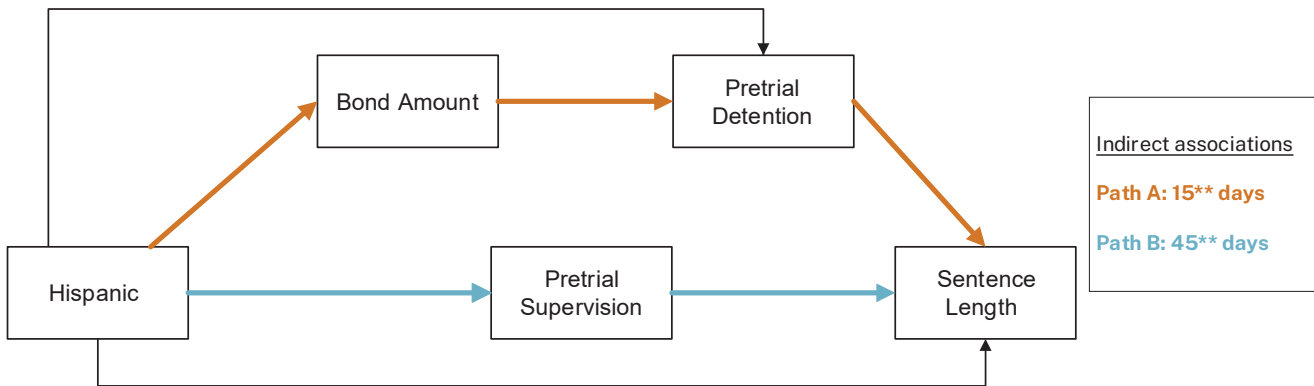 Bond Amount
Pretrial
Detention
Hispanic
Pretrial
Supervision
Sentence
Length
Indirect associations
Path A: 15** days
Path B: 45** days